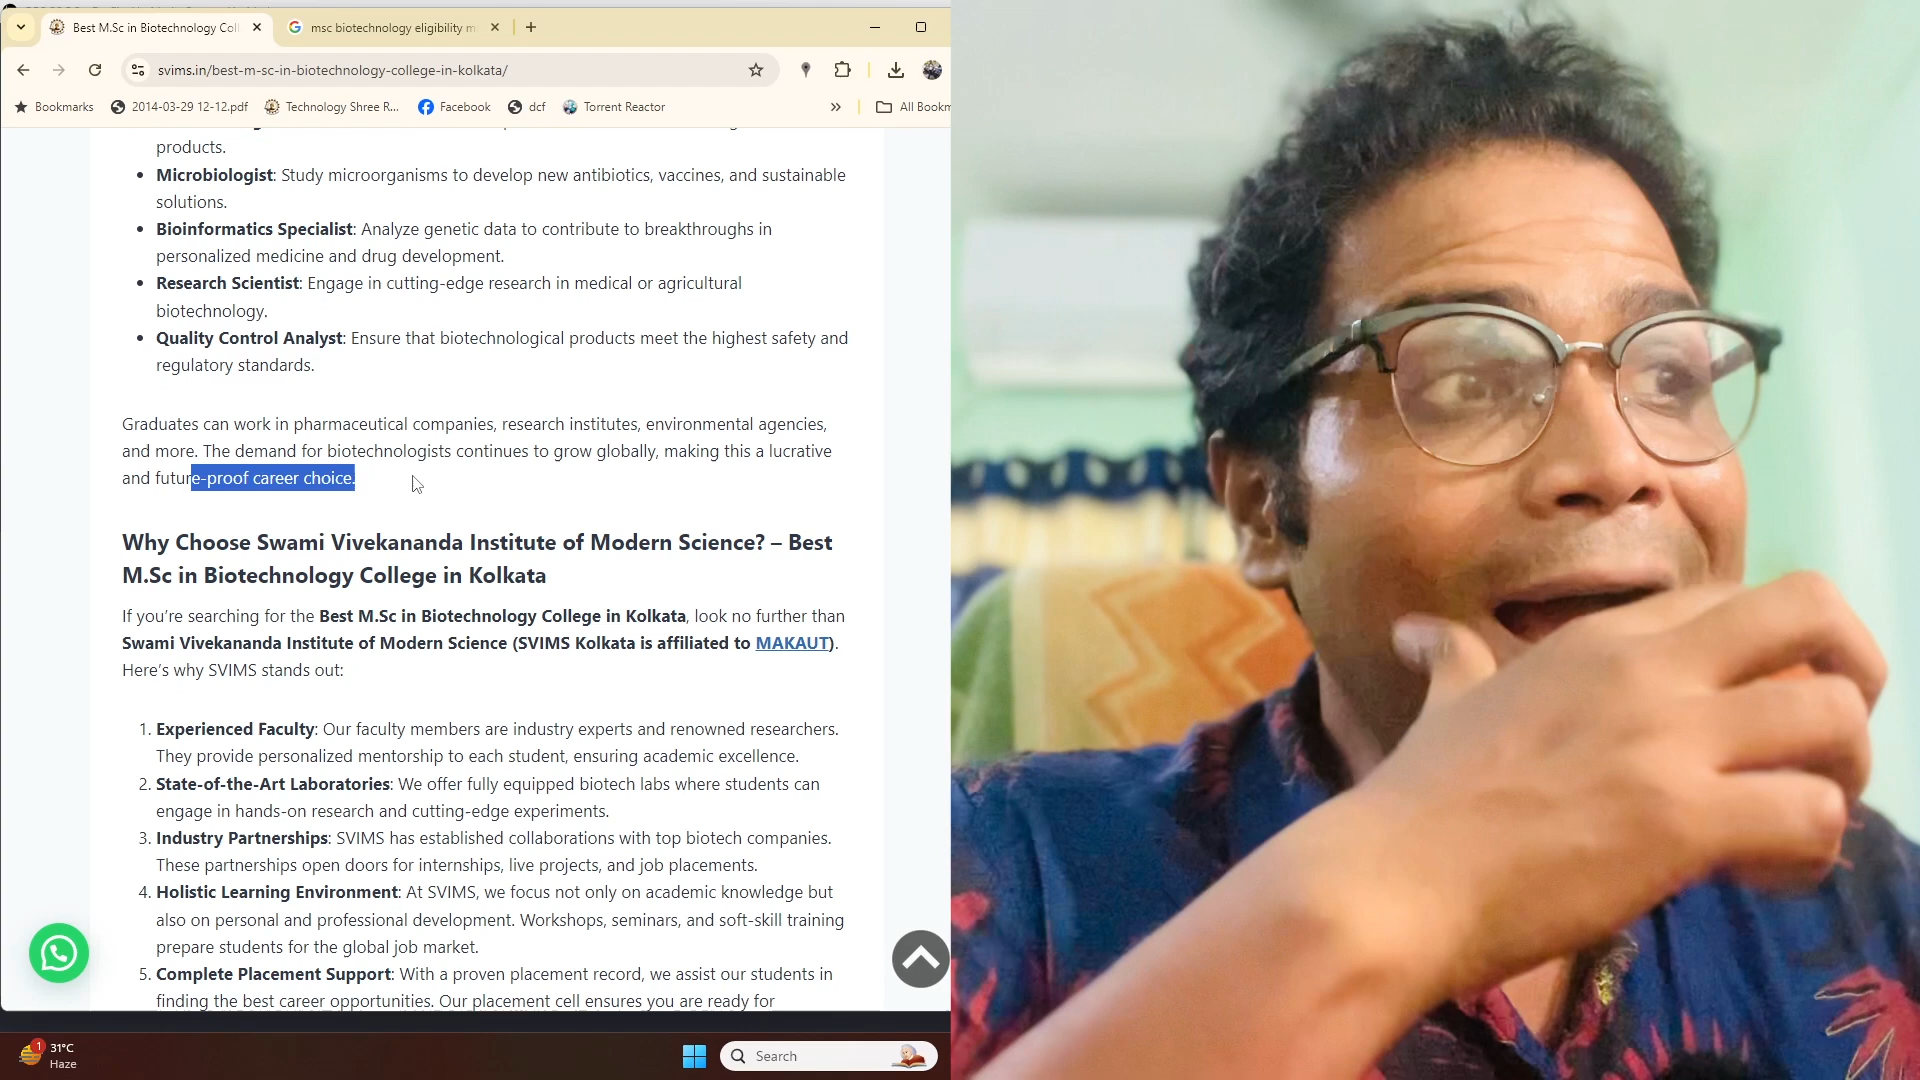 Best M.Sc in Biotechnology Coll
msc biotechnology eligibility m
svims.in/best-m-sc-in-biotechnology-college-in-kolkata/
Bookmarks
2014-03-29 12-12.pdf
Technology Shree R...
Facebook
dcf
Torrent Reactor
All Bookm
products.
Microbiologist: Study microorganisms to develop new antibiotics, vaccines, and sustainable
solutions.
Bioinformatics Specialist: Analyze genetic data to contribute to breakthroughs in
personalized medicine and drug development.
Research Scientist: Engage in cutting-edge research in medical or agricultural
biotechnology.
Quality Control Analyst: Ensure that biotechnological products meet the highest safety and
regulatory standards.
Graduates can work in pharmaceutical companies, research institutes, environmental agencies,
and more. The demand for biotechnologists continues to grow globally, making this a lucrative
and future-proof career choice.
Why Choose Swami Vivekananda Institute of Modern Science? – Best
M.Sc in Biotechnology College in Kolkata
If you’re searching for the Best M.Sc in Biotechnology College in Kolkata, look no further than
Swami Vivekananda Institute of Modern Science (SVIMS Kolkata is affiliated to MAKAUT).
Here’s why SVIMS stands out:
1. Experienced Faculty: Our faculty members are industry experts and renowned researchers.
They provide personalized mentorship to each student, ensuring academic excellence.
2. State-of-the-Art Laboratories: We offer fully equipped biotech labs where students can
engage in hands-on research and cutting-edge experiments.
3. Industry Partnerships: SVIMS has established collaborations with top biotech companies.
These partnerships open doors for internships, live projects, and job placements.
4. Holistic Learning Environment: At SVIMS, we focus not only on academic knowledge but
also on personal and professional development. Workshops, seminars, and soft-skill training
prepare students for the global job market.
5. Complete Placement Support: With a proven placement record, we assist our students in
finding the best career opportunities. Our placement cell ensures you are ready for
1
31°C
Haze
Search